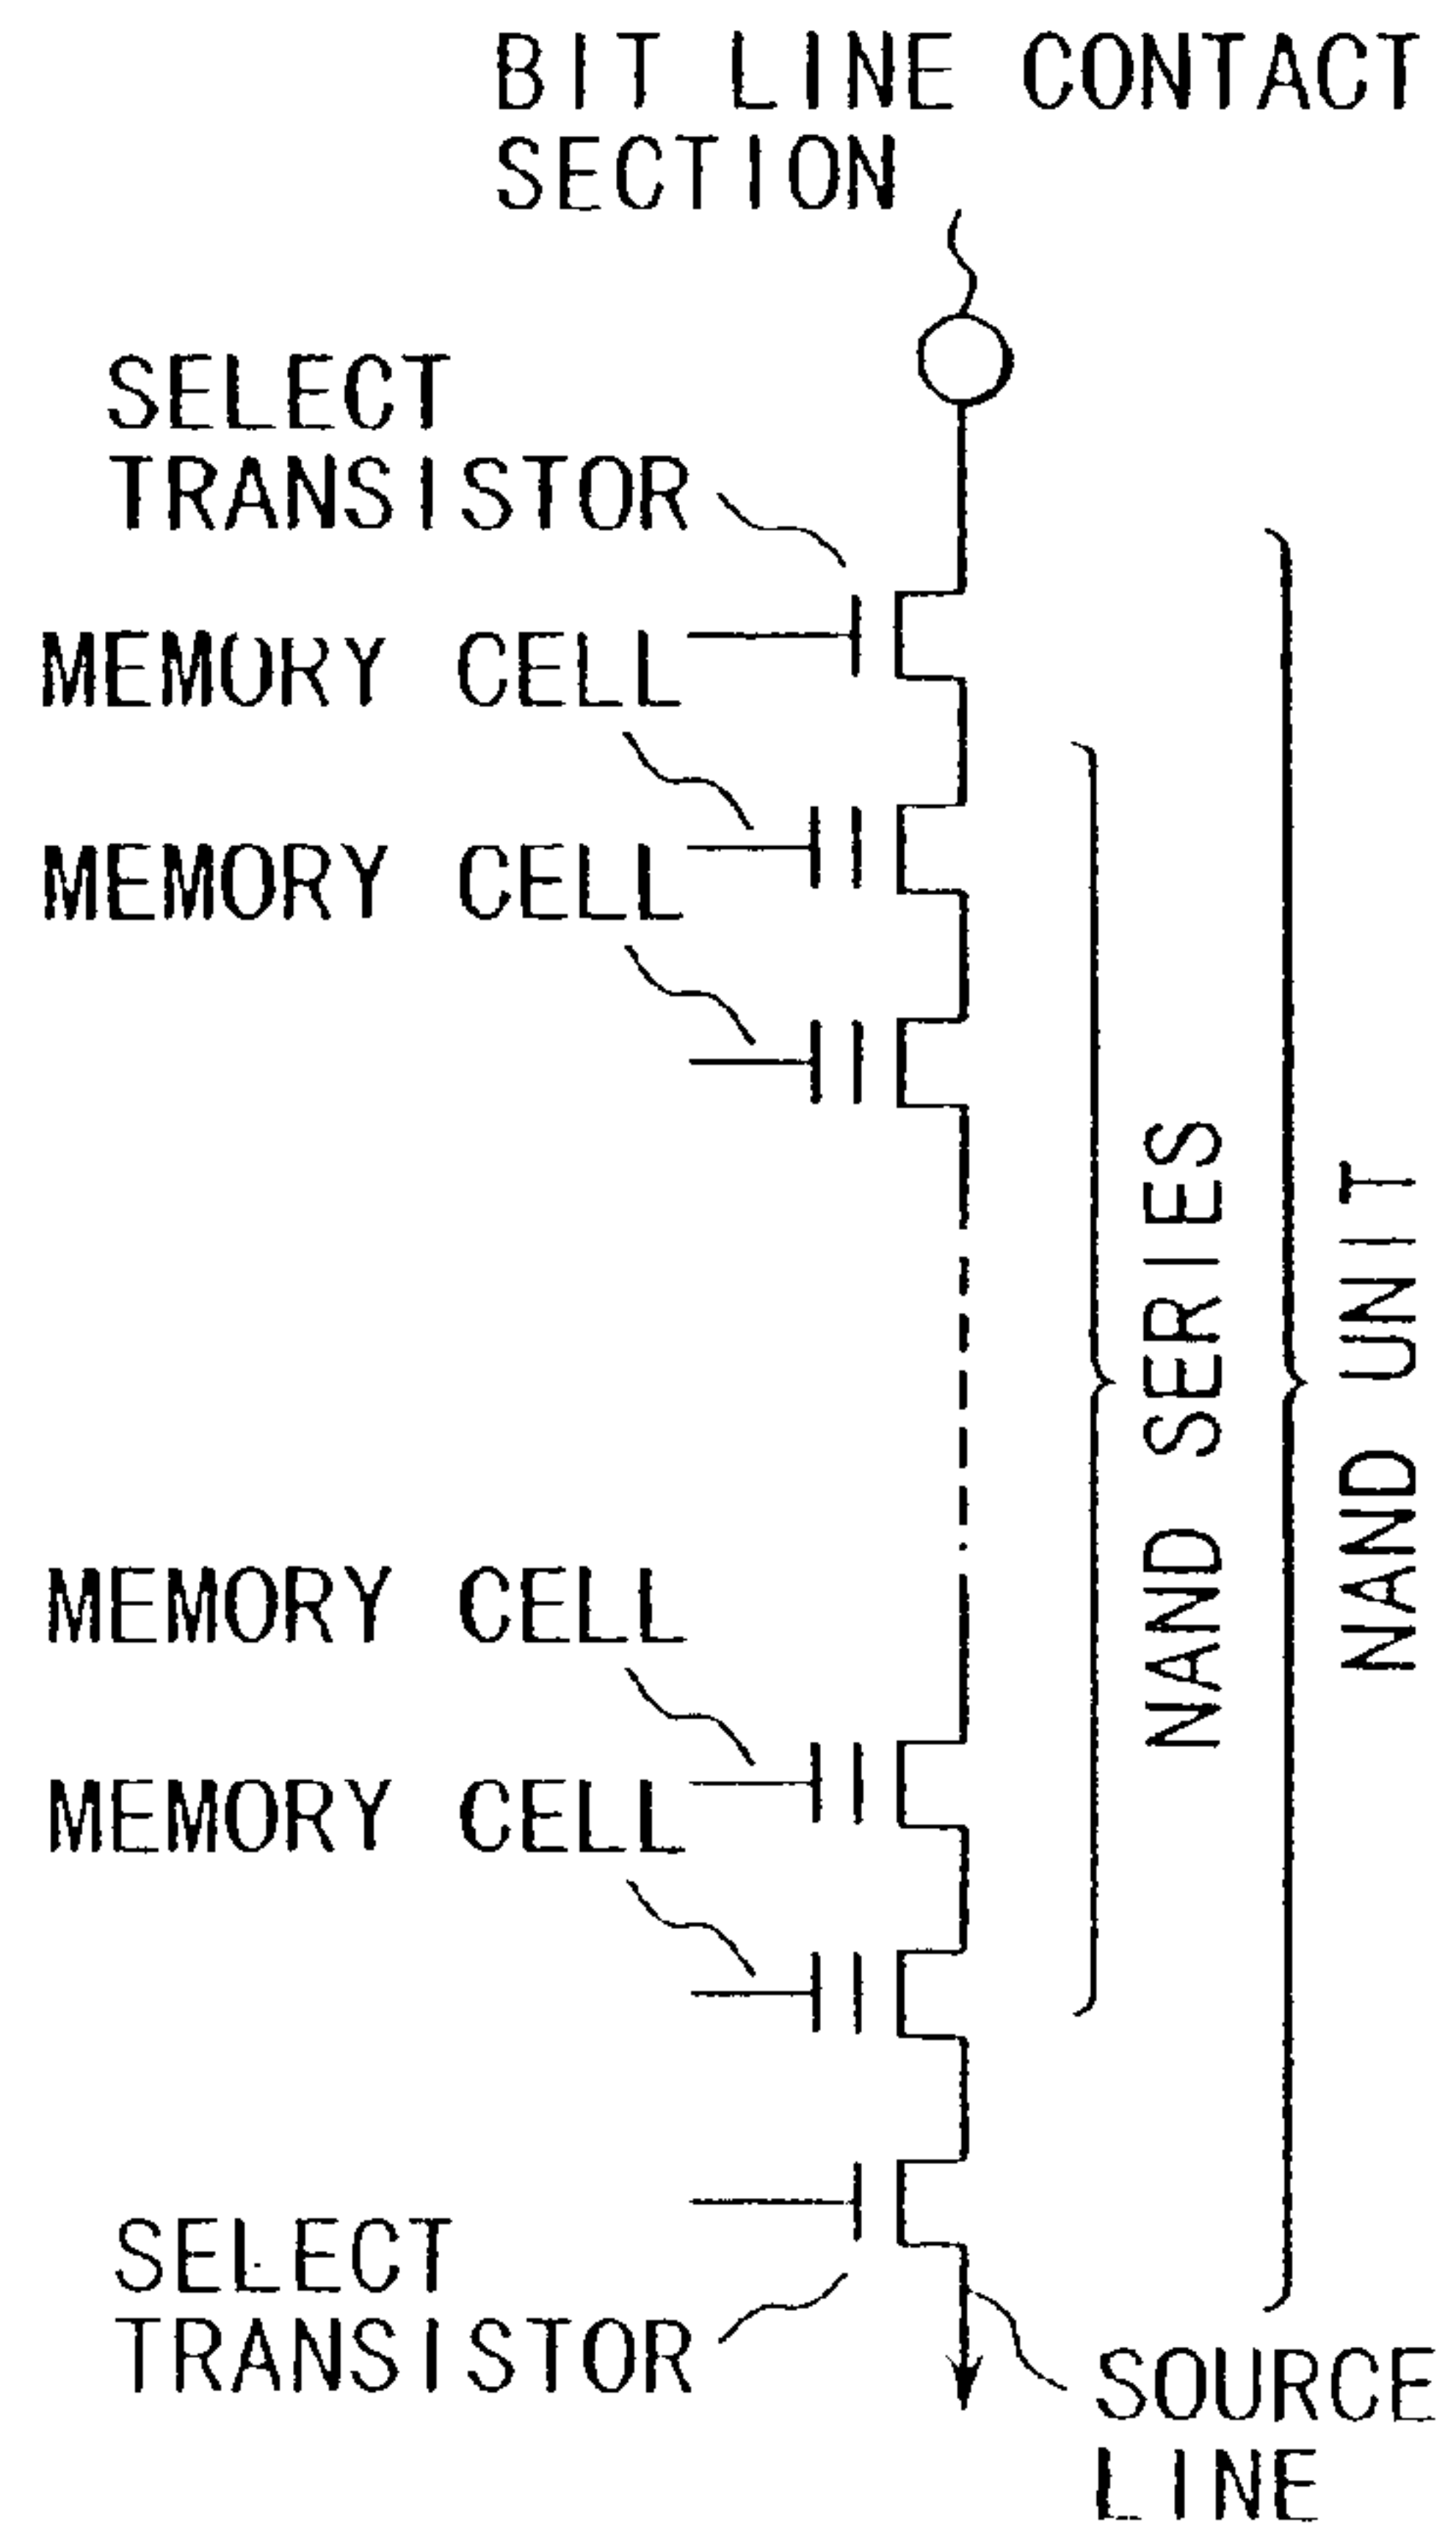 BIT LINE CONTACT
SECTION
SELECT
TRANSISTOR
MEMORY CELL
MEMORY CELL
NAND SERIES
NAND UNIT
MEMORY CELL
MEMORY CELL
SELECT
TRANSISTOR
SOURCE
LINE